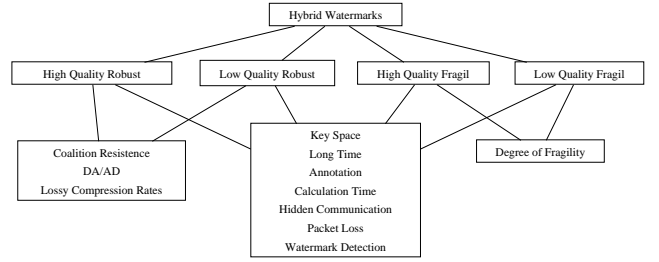 Hybrid Watermarks
High Quality Robust
Low Quality Robust
High Quality Fragil
Low Quality Fragil
Coalition Resistence
DA/AD
Lossy Compression Rates
Key Space
Long Time
Annotation
Calculation Time
Hidden Communication
Packet Loss
Watermark Detection
Degree of Fragility